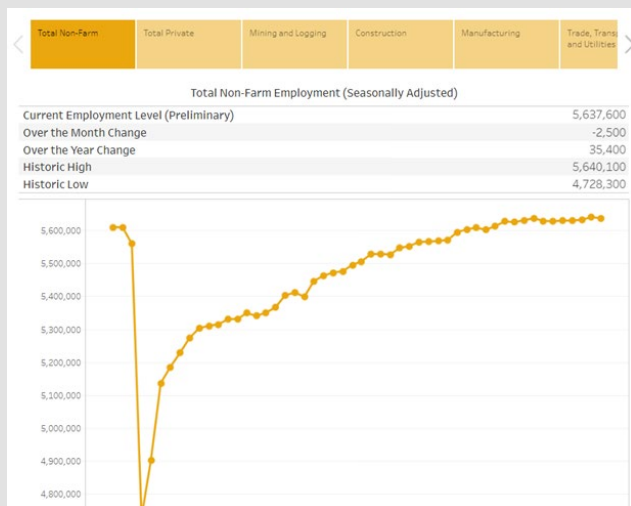 Total Non-Farm
Total Private
Mining and Logging
Construction
Manufacturing
Trade,
and Utilities
Total Non-Farm Employment (Seasonally Adjusted)
Current Employment Level (Preliminary) 5,637,600
Over the Month Change -2,500
Over the Year Change 35,400
Historic High 5,640,100
Historic Low 4,728,300
5,600,000
5,500,000
5,400,000
5,300,000
5,200,000
5,100,000
5,000,000
4,900,000
4,800,000